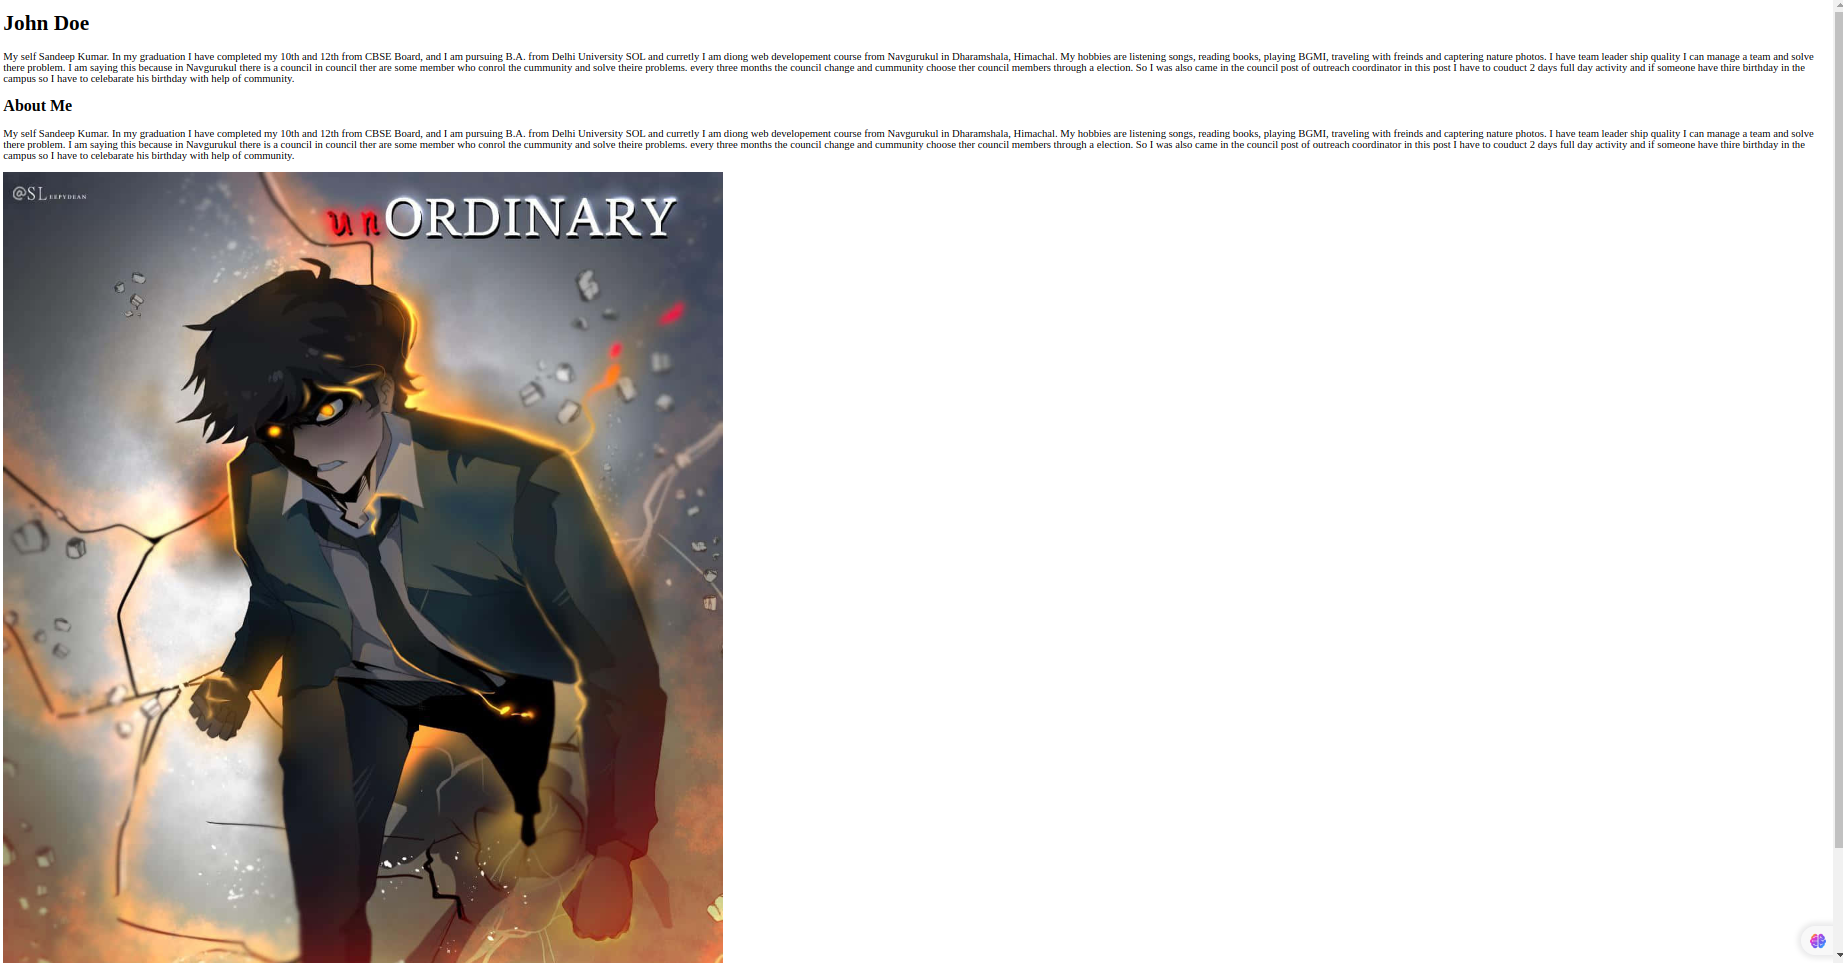 John Doe
My self Sandeep Kumar. In my graduation I have completed my 10th and 12th from CBSE Board, and I am pursuing B.A. from Delhi University SOL and curretly I am diong web developement course from Navgurukul in Dharamshala, Himachal. My hobbies are listening songs, reading books, playing BGMI, traveling with freinds and captering nature photos. I have team leader ship quality I can manage a team and solve
there problem. I am saying this because in Navgurukul there is a council in council ther are some member who conrol the cummunity and solve theire problems. every three months the council change and cummunity choose ther council members through a election. So I was also came in the council post of outreach coordinator in this post I have to couduct 2 days full day activity and if someone have thire birthday in the
campus so I have to celebarate his birthday with help of community.
About Me
My self Sandeep Kumar. In my graduation I have completed my 10th and 12th from CBSE Board, and I am pursuing B.A. from Delhi University SOL and curretly I am diong web developement course from Navgurukul in Dharamshala, Himachal. My hobbies are listening songs, reading books, playing BGMI, traveling with freinds and captering nature photos. I have team leader ship quality I can manage a team and solve
there problem. I am saying this because in Navgurukul there is a council in council ther are some member who conrol the cummunity and solve theire problems. every three months the council change and cummunity choose ther council members through a election. So I was also came in the council post of outreach coordinator in this post I have to couduct 2 days full day activity and if someone have thire birthday in the
campus so I have to celebarate his birthday with help of community.
@SLEEPYDEAN
unORDINARY